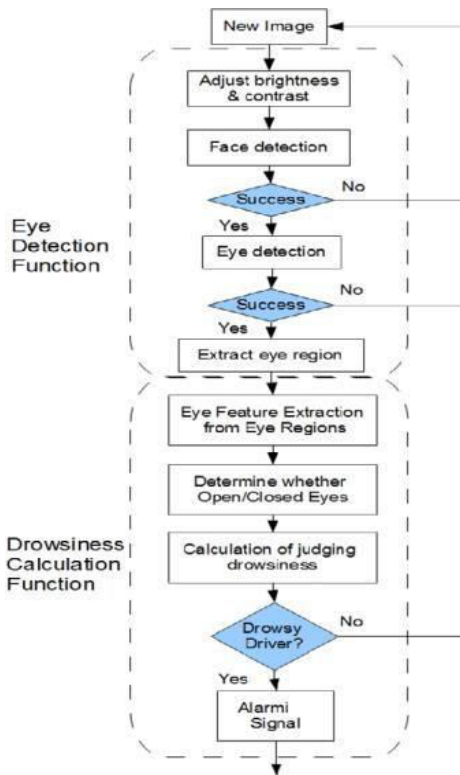 New Image
Adjust brightness
& contrast
Face detection
Success
No
Yes
Eye
Detection
Function
Eye detection
Success
No
Yes
Extract eye region
Eye Feature Extraction
from Eye Regions
Determine whether
Open/Closed Eyes
Drowsiness
Calculation
Function
Calculation of judging
drowsiness
Drowsy
Driver?
No
Yes
Alarmi
Signal